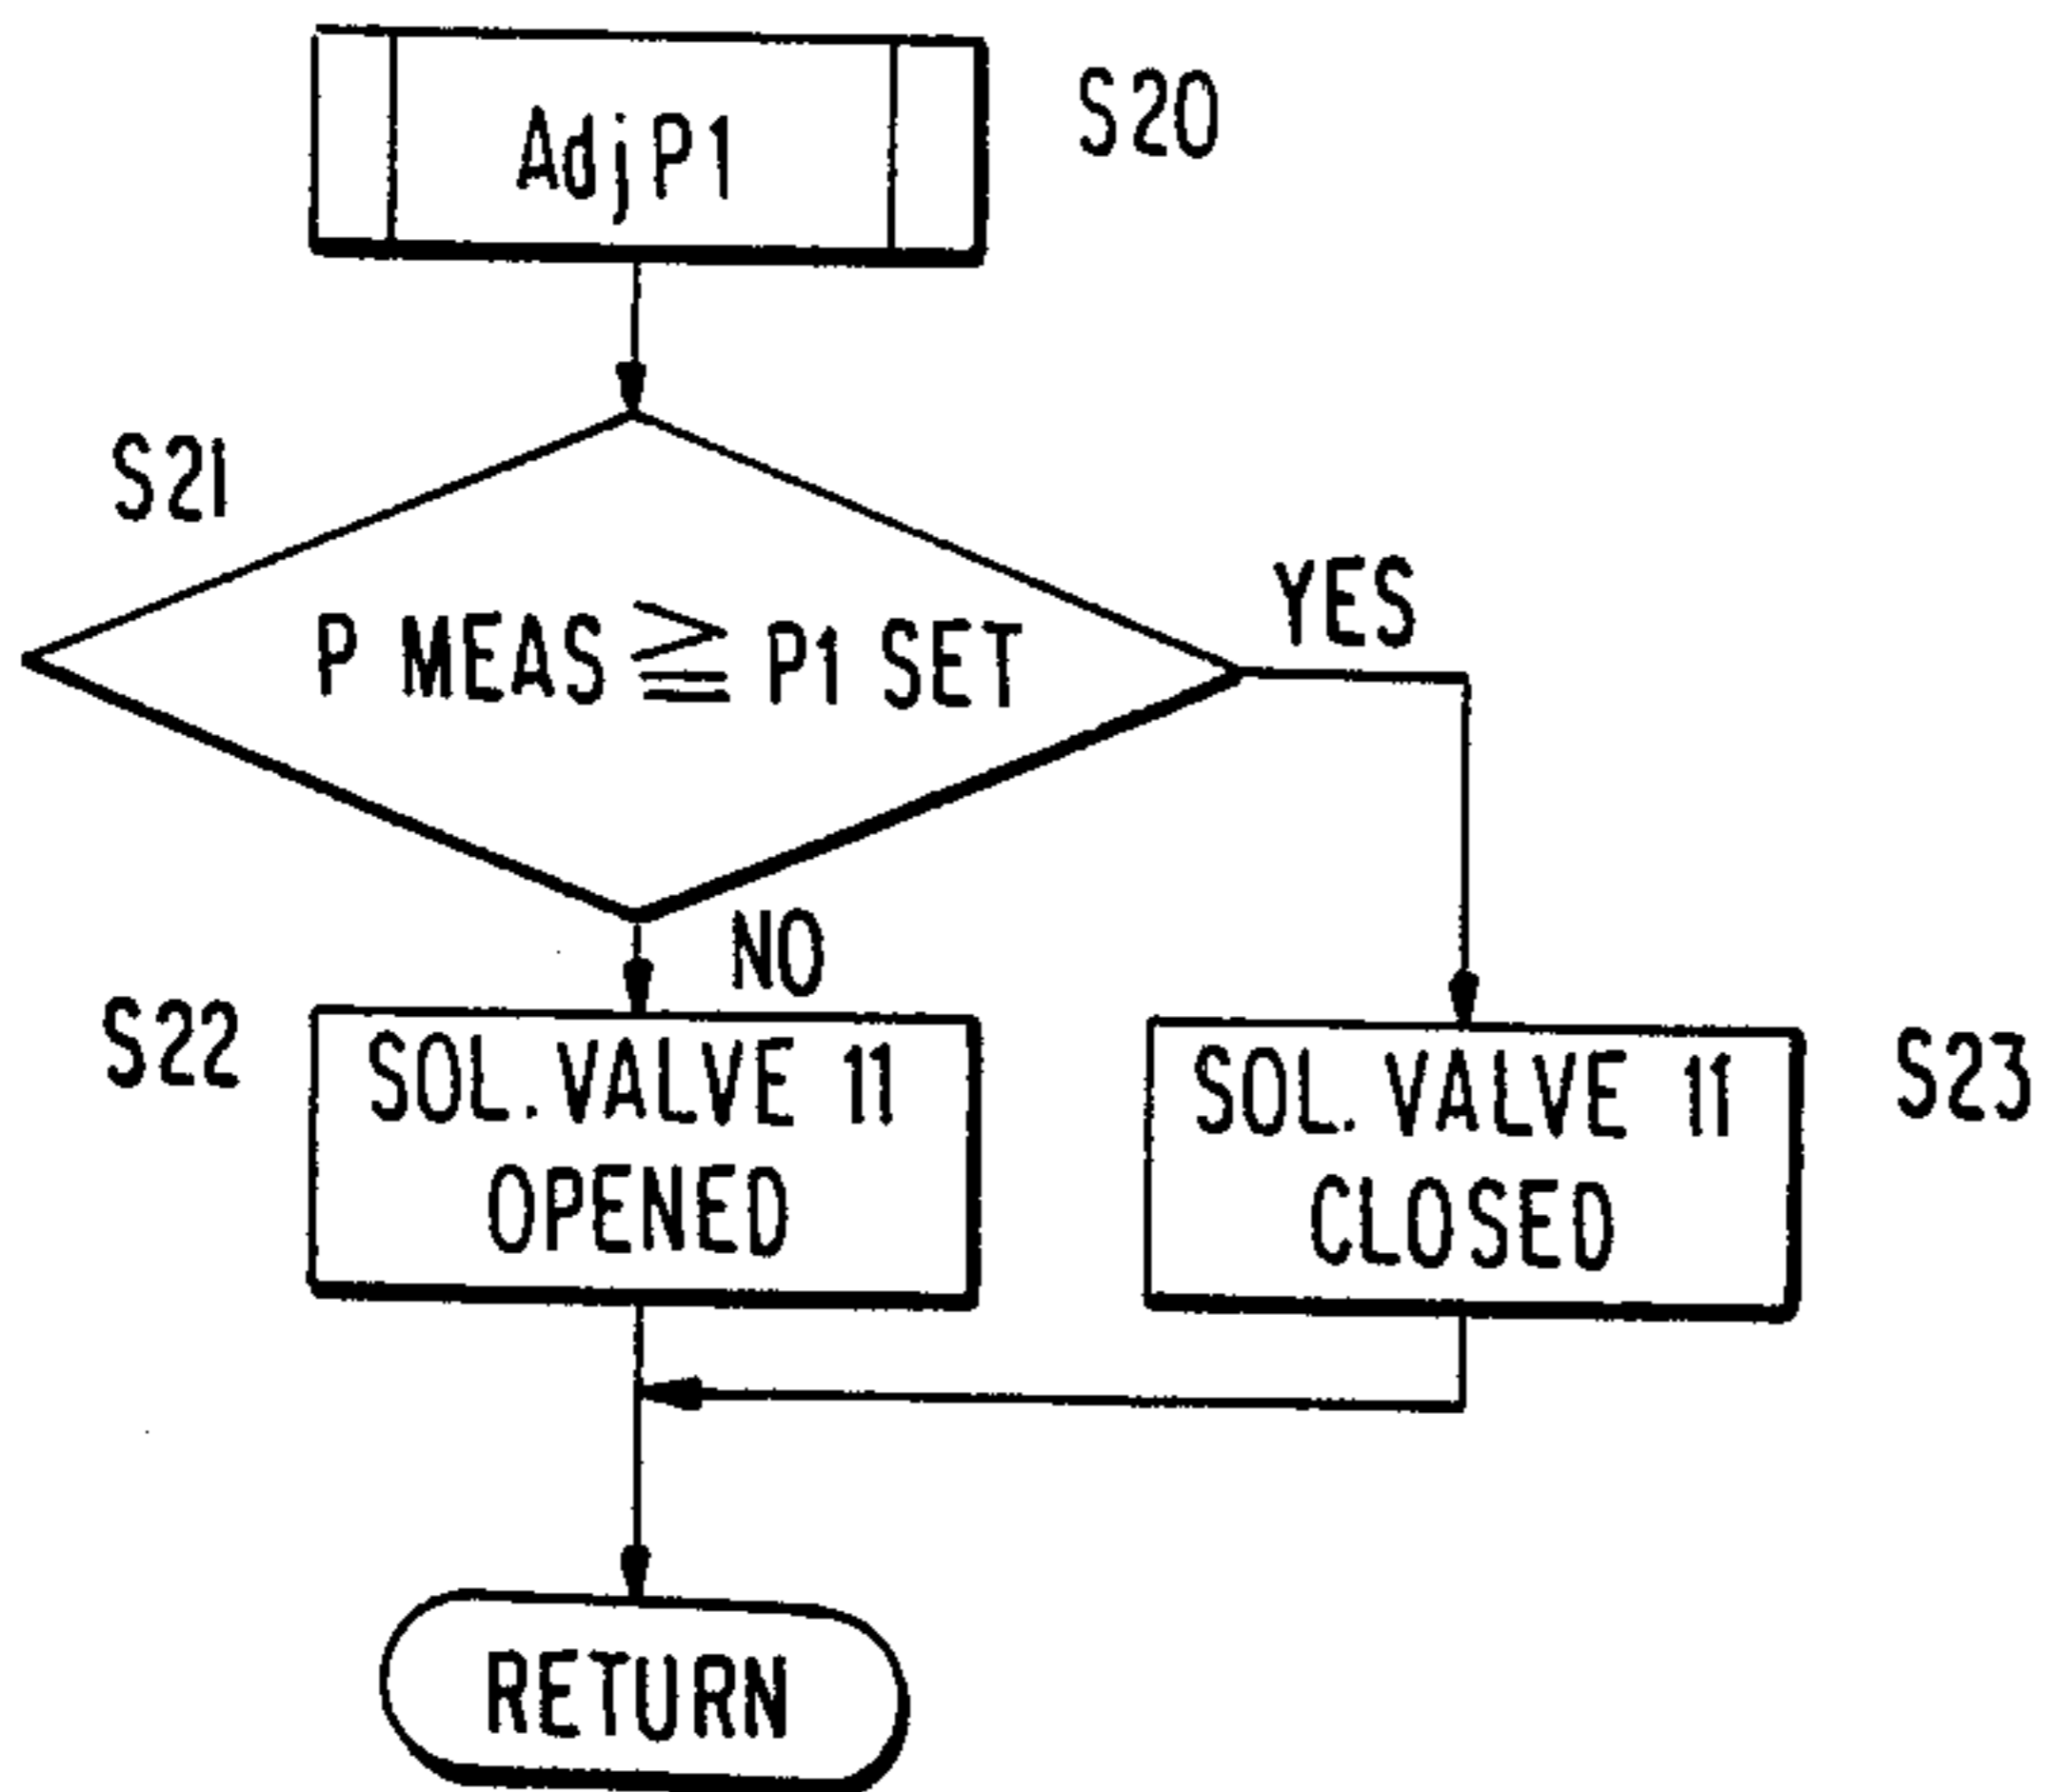 AdjP1
S20
S21
P MEAS ≧ P1 SET
YES
NO
S22
SOL. VALVE 11
OPENED
SOL. VALVE 11
CLOSED
S23
RETURN